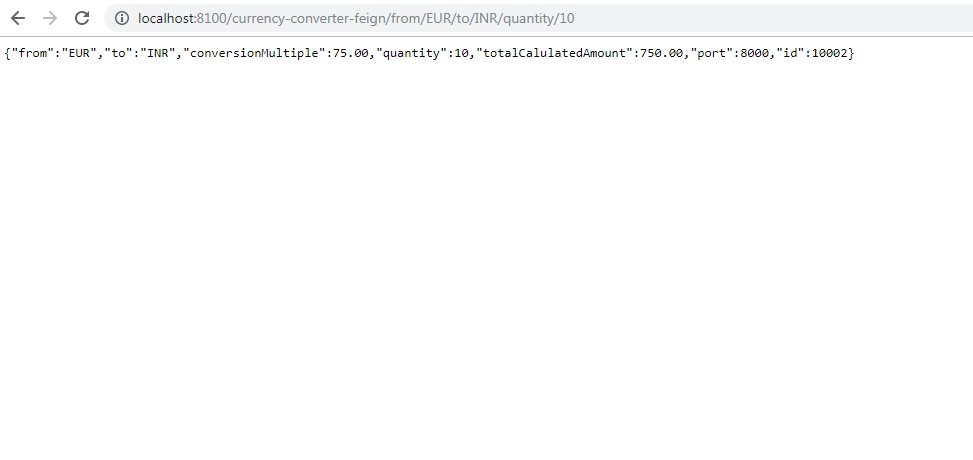 localhost:8100/currency-converter-feign/from/EUR/to/INR/quantity/10
{"from":"EUR","to":"INR","conversionMultiple":75.00,"quantity":10,"totalCalulatedAmount":750.00,"port":8000,"id":10002}